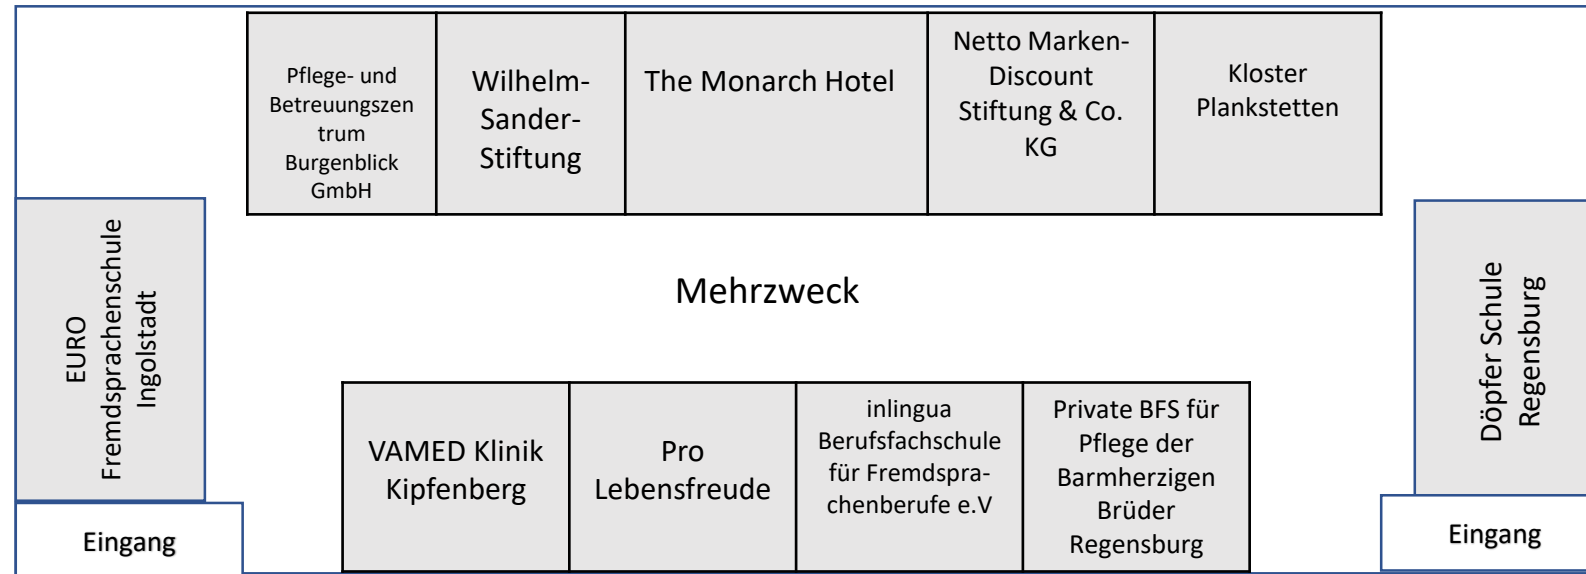 Pflege- und
Betreuungszen
trum
Burgenblick
GmbH
Wilhelm-
Sander-
Stiftung
The Monarch Hotel
Netto Marken-
Discount
Stiftung & Co.
KG
Kloster
Plankstetten
EURO
Fremdsprachenschule
Ingolstadt
Mehrzweck
Döpfer Schule
Regensburg
VAMED Klinik
Kipfenberg
Pro
Lebensfreude
inlingua
Berufsfachschule
für Fremdspra-
chenberufe e.V
Private BFS für
Pflege der
Barmherzigen
Brüder
Regensburg
Eingang
Eingang